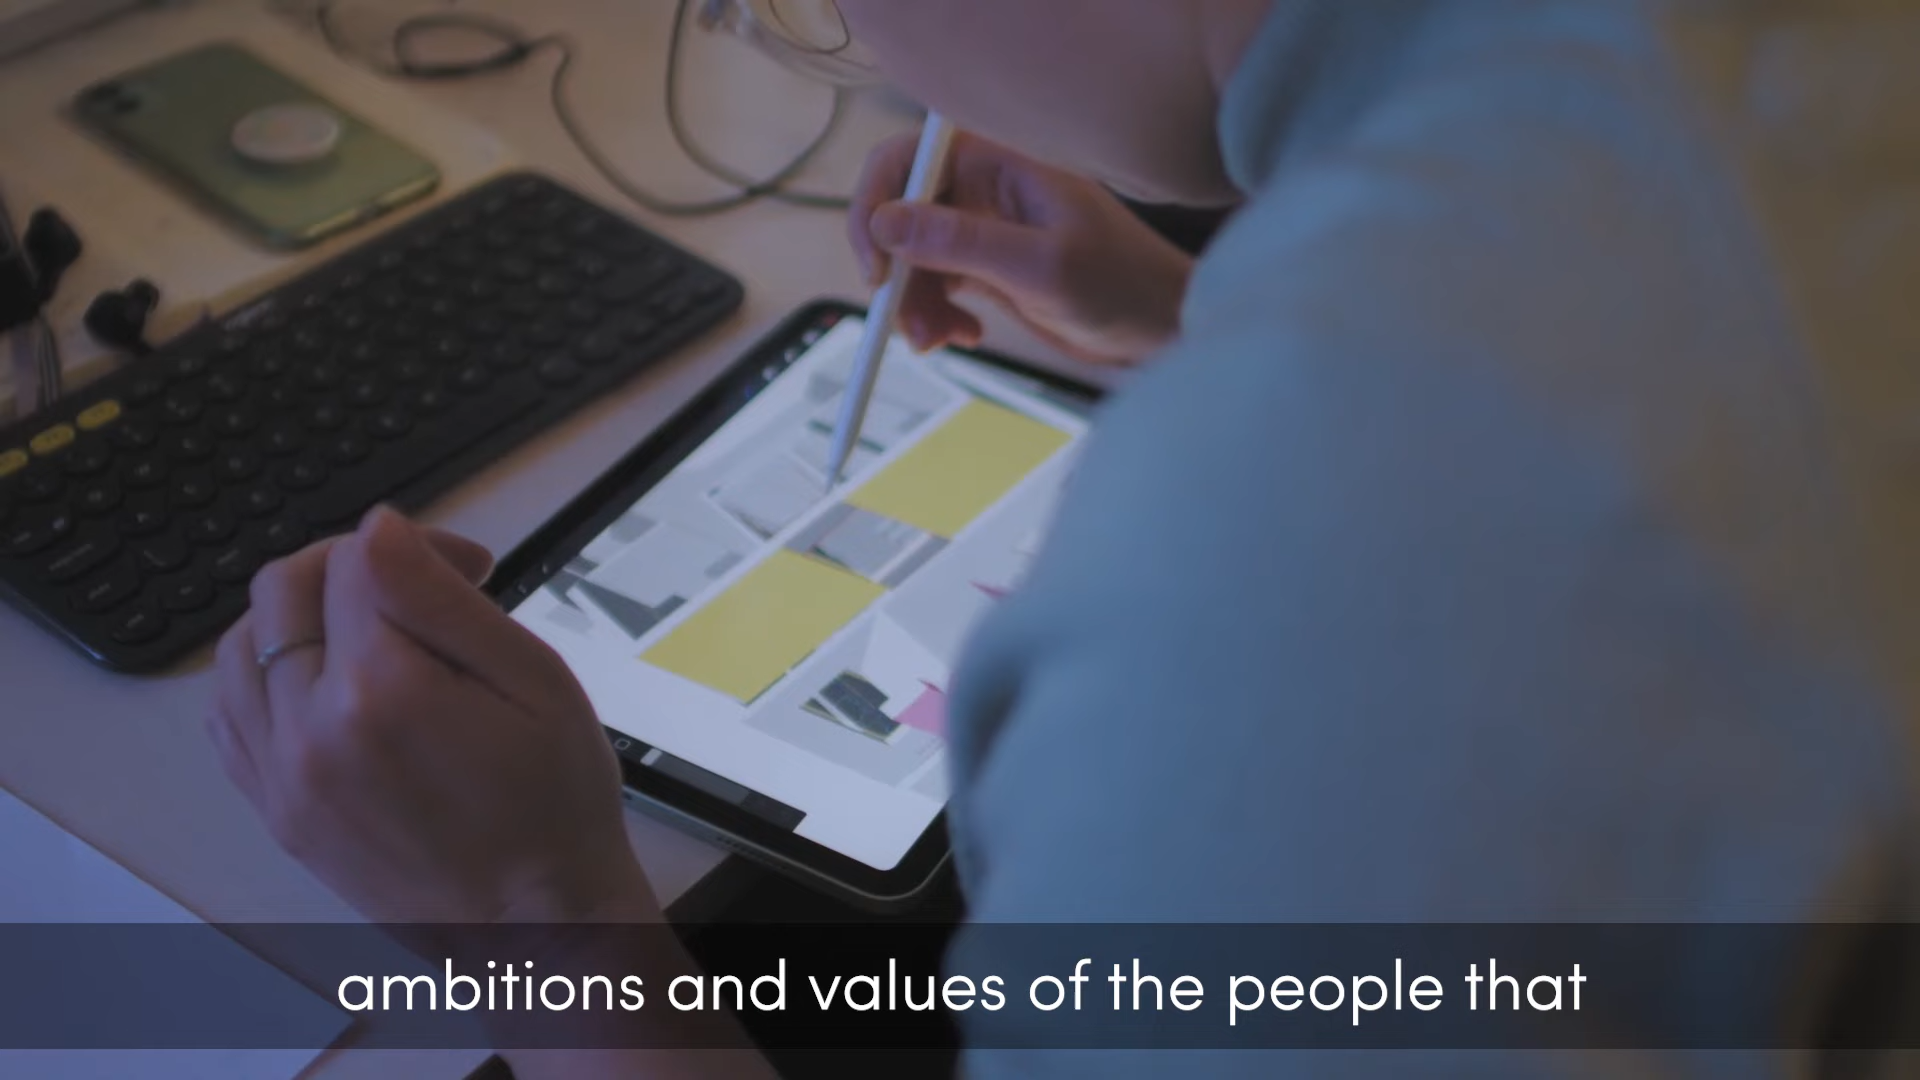 ambitions and values of the people that